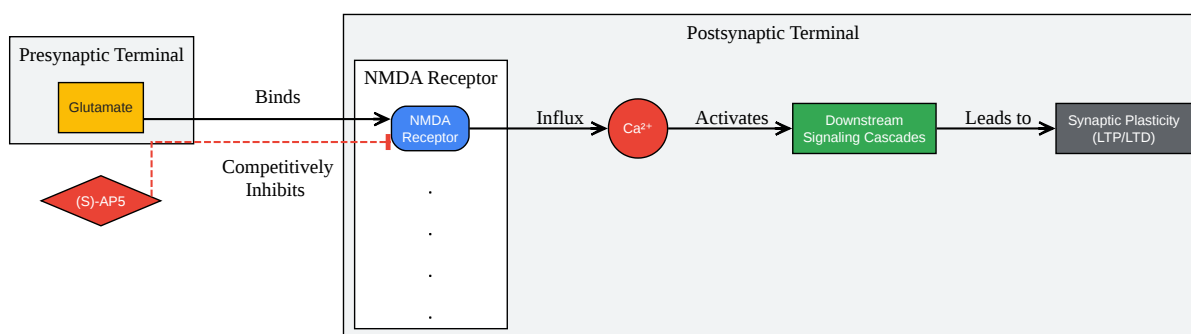 Postsynaptic Terminal
Presynaptic Terminal
NMDA Receptor
Glutamate
Binds
NMDA
Receptor
Influx
Ca²⁺
Activates
Downstream
Signaling Cascades
Leads to
Synaptic Plasticity
(LTP/LTD)
Competitively
Inhibits
(S)-AP5
.
.
.
.